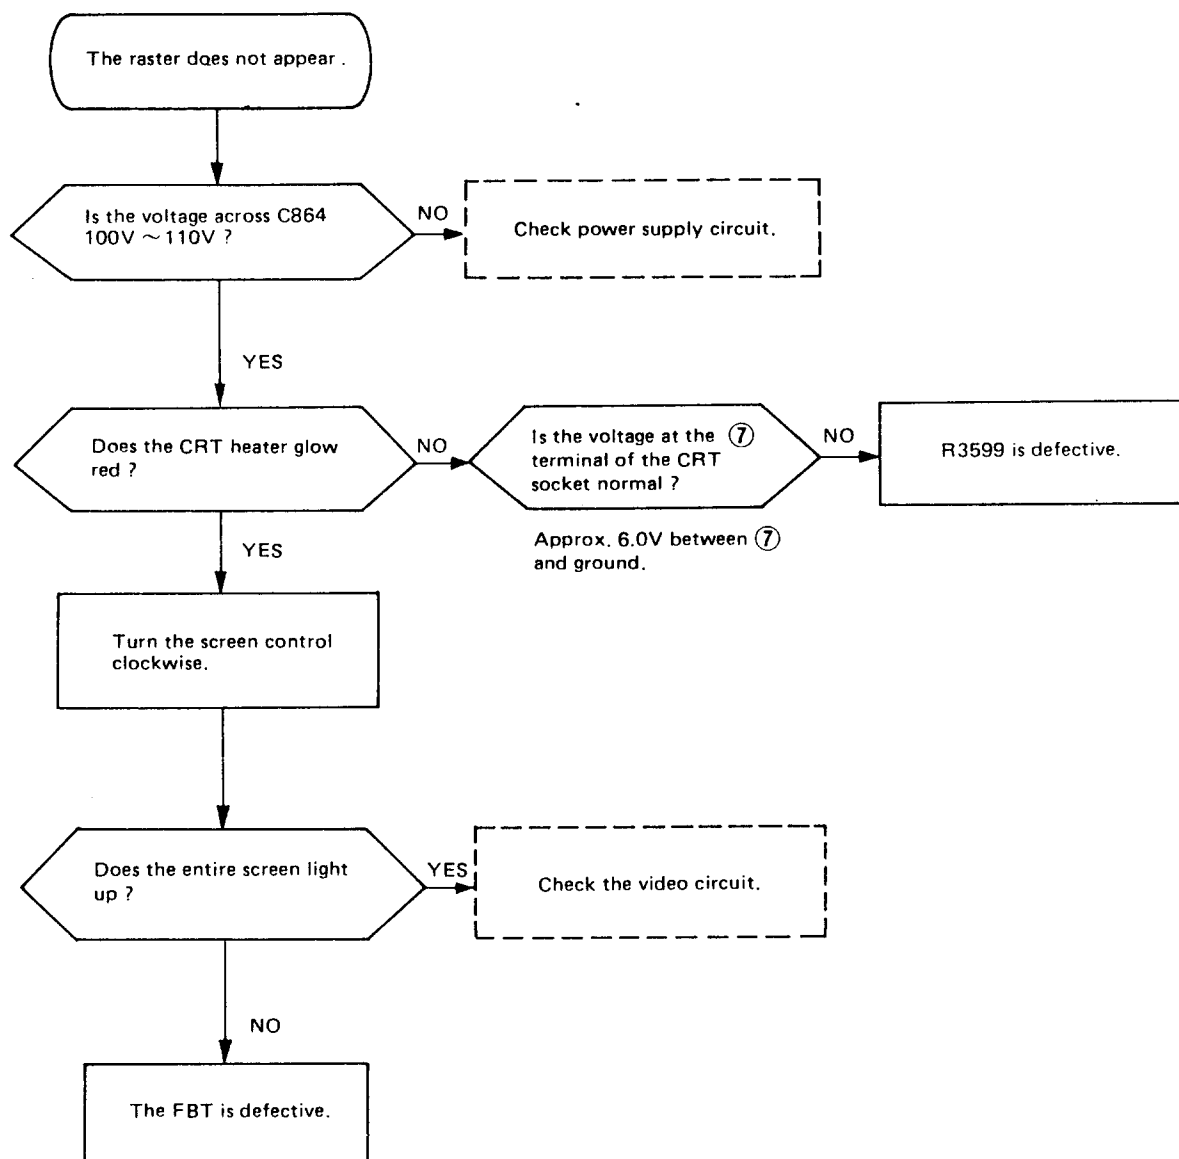 The raster does not appear .
Is the voltage across C864
100V ~ 110V ?
NO
Check power supply circuit.
YES
Does the CRT heater glow
red ?
NO
Is the voltage at the ⑦
terminal of the CRT
socket normal ?
NO
R3599 is defective.
Approx. 6.0V between ⑦
and ground.
YES
Turn the screen control
clockwise.
Does the entire screen light
up ?
YES
Check the video circuit.
NO
The FBT is defective.